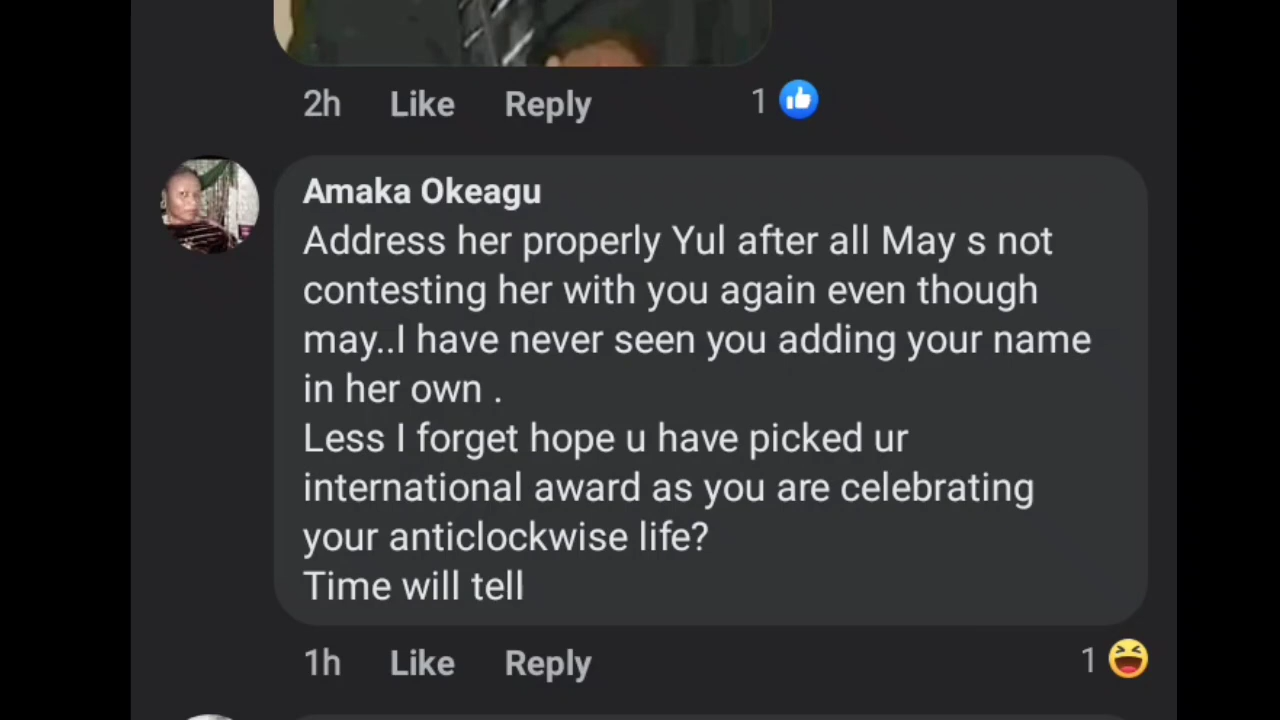 2h Like Reply 1
Amaka Okeagu
Address her properly Yul after all May s not
contesting her with you again even though
may..I have never seen you adding your name
in her own .
Less I forget hope u have picked ur
international award as you are celebrating
your anticlockwise life?
Time will tell
1h Like Reply 1